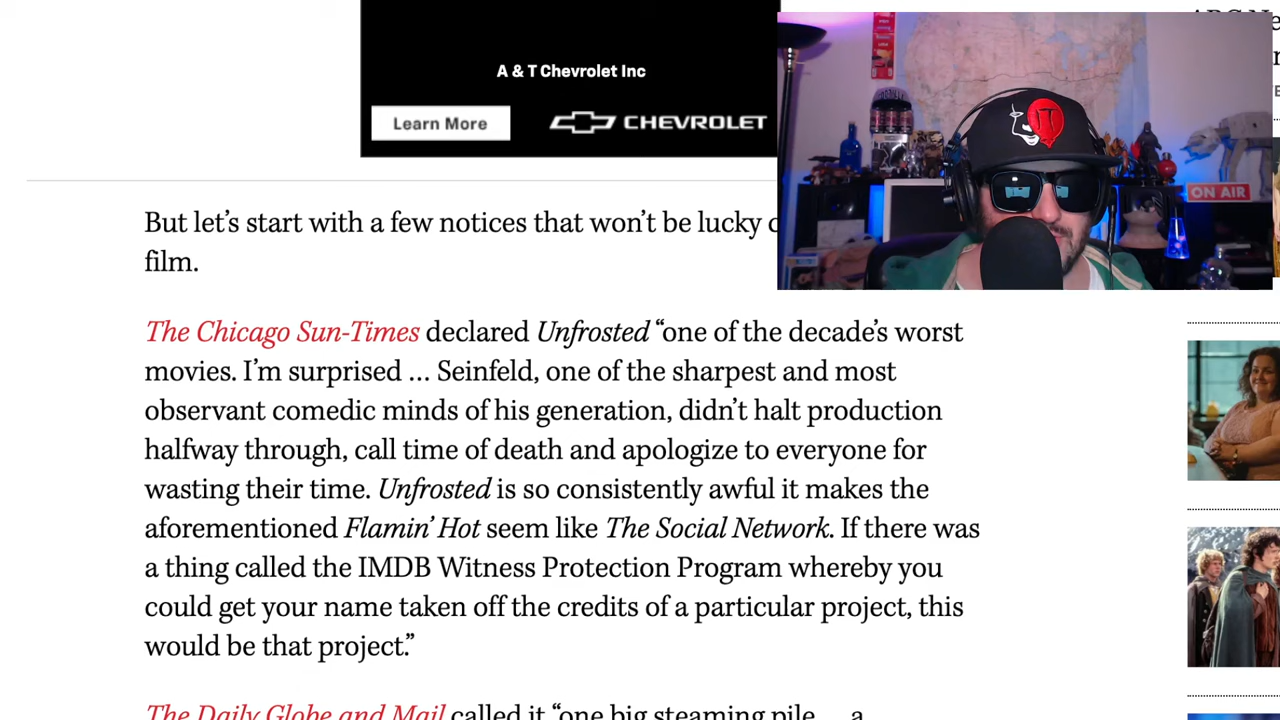 A & T Chevrolet Inc
Learn More
CHEVROLET
IT
ON AIR
But let’s start with a few notices that won’t be lucky
film.
The Chicago Sun-Times declared Unfrosted “one of the decade’s worst
movies. I’m surprised … Seinfeld, one of the sharpest and most
observant comedic minds of his generation, didn’t halt production
halfway through, call time of death and apologize to everyone for
wasting their time. Unfrosted is so consistently awful it makes the
aforementioned Flamin’ Hot seem like The Social Network. If there was
a thing called the IMDB Witness Protection Program whereby you
could get your name taken off the credits of a particular project, this
would be that project.”
The Daily Globe and Mail called it “one big steaming pile … a